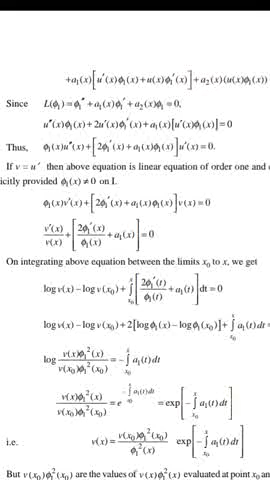 +a₁(x)[u′(x)ϕ₁(x)+u(x)ϕ₁′(x)]+a₂(x)(u(x)ϕ₁(x))
Since L(ϕ₁)=ϕ₁″+a₁(x)ϕ₁′+a₂(x)ϕ₁=0,
u″(x)ϕ₁(x)+2u′(x)ϕ₁′(x)+a₁(x)[u′(x)ϕ₁(x)]=0
Thus, ϕ₁(x)u″(x)+[2ϕ₁′(x)+a₁(x)ϕ₁(x)]u′(x)=0.
If v = u′ then above equation is linear equation of order one and
icitly provided ϕ₁(x)≠0 on I.
ϕ₁(x)v′(x)+[2ϕ₁′(x)+a₁(x)ϕ₁(x)]v(x)=0
v′(x)/v(x)+[2ϕ₁′(x)/ϕ₁(x)+a₁(x)]=0
On integrating above equation between the limits x₀ to x, we get
log v(x)−log v(x₀)+∫ₓ₀ˣ[2ϕ₁′(t)/ϕ₁(t)+a₁(t)]dt=0
log v(x)−log v(x₀)+2[log ϕ₁(x)−log ϕ₁(x₀)]+∫ₓ₀ˣ a₁(t)dt=
log v(x)ϕ₁²(x)/v(x₀)ϕ₁²(x₀)=−∫ₓ₀ˣ a₁(t)dt
v(x)ϕ₁²(x)/v(x₀)ϕ₁²(x₀)=e^(−∫ₓ₀ˣ a₁(t)dt)=exp[−∫ₓ₀ˣ a₁(t)dt]
i.e. v(x)=v(x₀)ϕ₁²(x₀)/ϕ₁²(x) exp[−∫ₓ₀ˣ a₁(t)dt]
But v(x₀)ϕ₁²(x₀) are the values of v(x)ϕ₁²(x) evaluated at point x₀ an